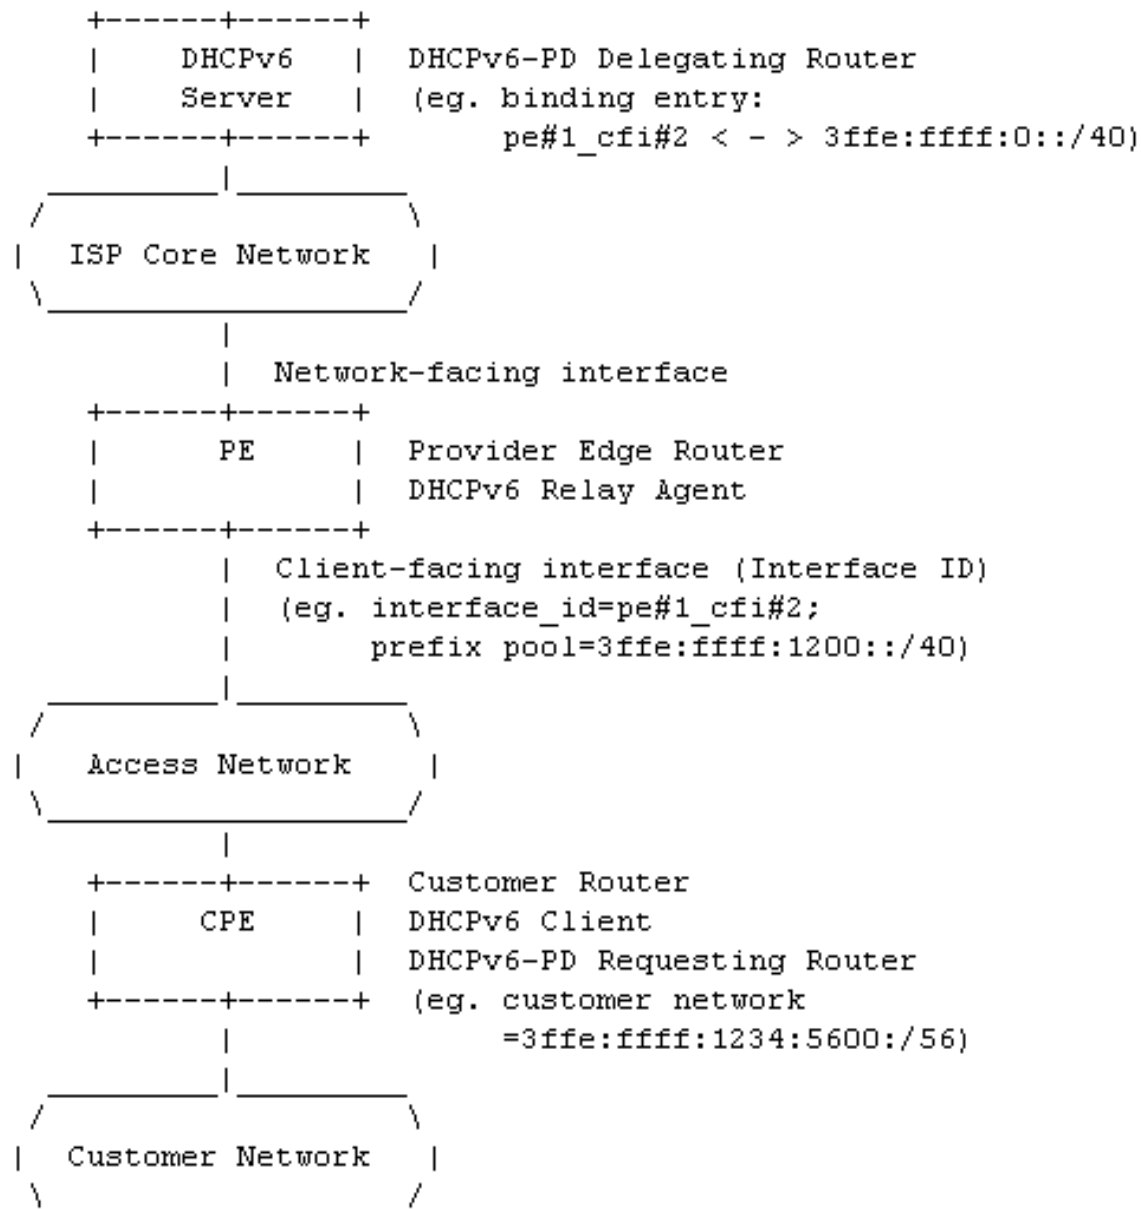 DHCPv6 DHCPv6-PD Delegating Router
Server (eg. binding entry:
pe#1_cfi#2 < - > 3ffe:ffff:0::/40)
ISP Core Network
Network-facing interface
PE Provider Edge Router
DHCPv6 Relay Agent
Client-facing interface (Interface ID)
(eg. interface_id=pe#1_cfi#2;
prefix pool=3ffe:ffff:1200::/40)
Access Network
Customer Router
CPE DHCPv6 Client
DHCPv6-PD Requesting Router
(eg. customer network
=3ffe:ffff:1234:5600:/56)
Customer Network